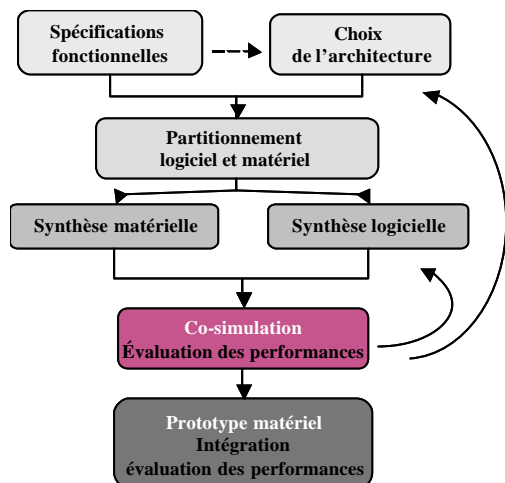 Spécifications
fonctionnelles
Choix
de l'architecture
Partitionnement
logiciel et matériel
Synthèse matérielle
Synthèse logicielle
Co-simulation
Évaluation des performances
Prototype matériel
Intégration
évaluation des performances